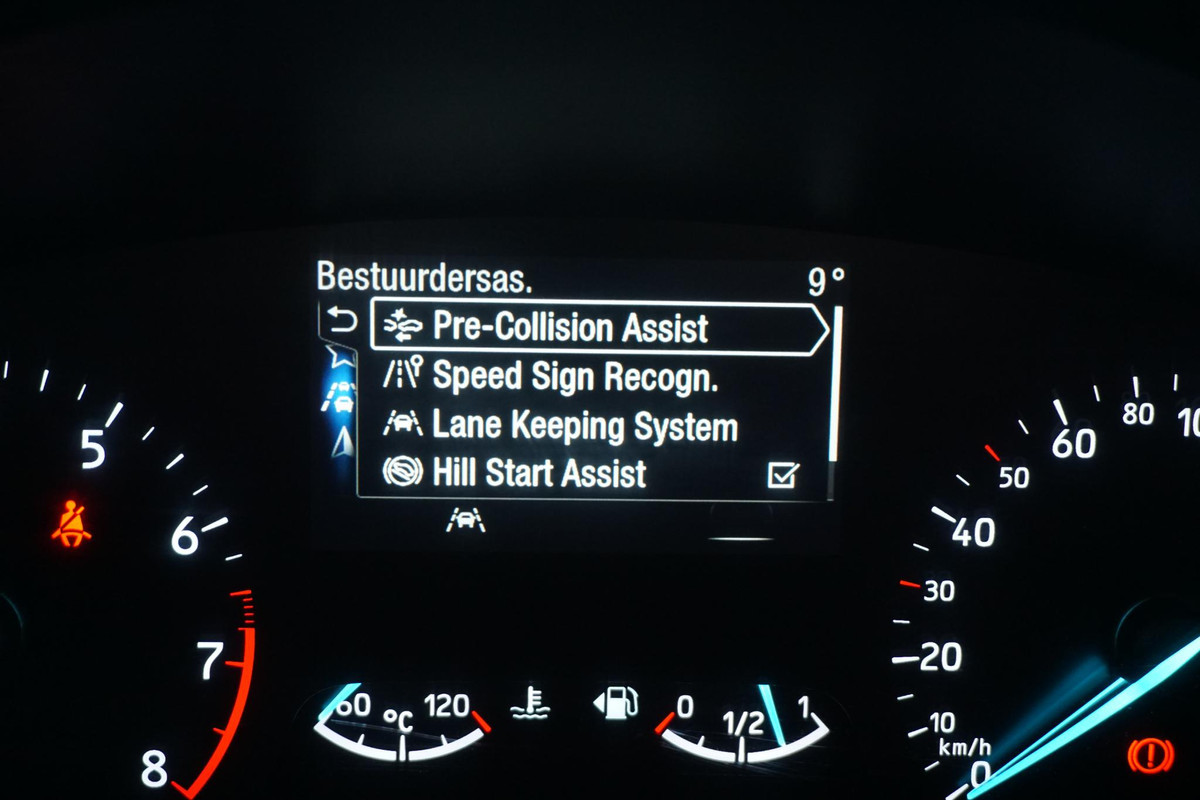 Bestuurdersas. 9°
Pre-Collision Assist
Speed Sign Recogn.
Lane Keeping System
Hill Start Assist
5
6
7
8
60 °C 120
0 1/2 1
80
60
50
40
30
20
10
km/h
0